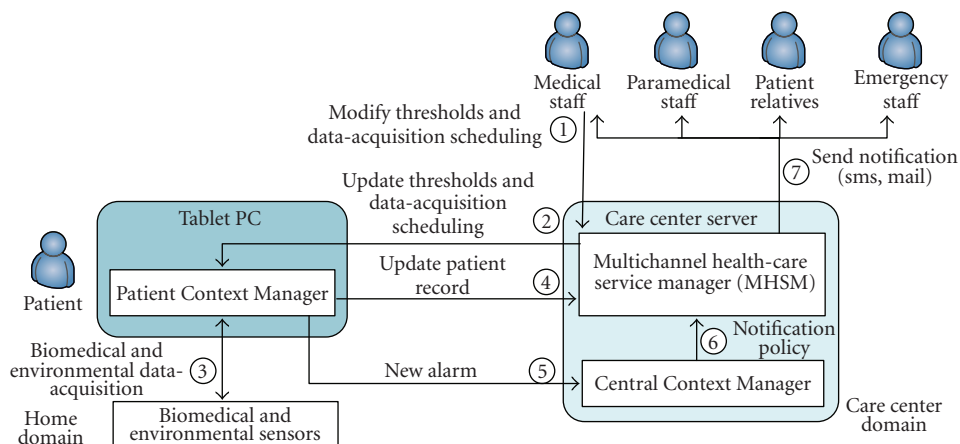 Medical
staff
Paramedical
staff
Patient
relatives
Emergency
staff
Modify thresholds and
data-acquisition scheduling
1
7
Send notification
(sms, mail)
Update thresholds and
data-acquisition
scheduling
2
Tablet PC
Care center server
Patient
Patient Context Manager
Update patient
record
4
Multichannel health-care
service manager (MHSM)
Biomedical and
environmental data-
acquisition
3
New alarm
5
6
Notification
policy
Central Context Manager
Home
domain
Biomedical and
environmental sensors
Care center
domain